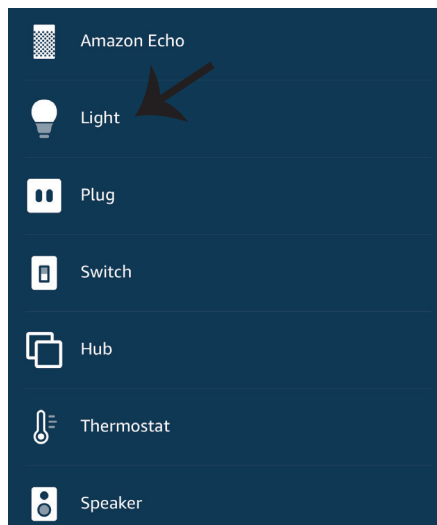 Amazon Echo
Light
Plug
Switch
Hub
Thermostat
Speaker